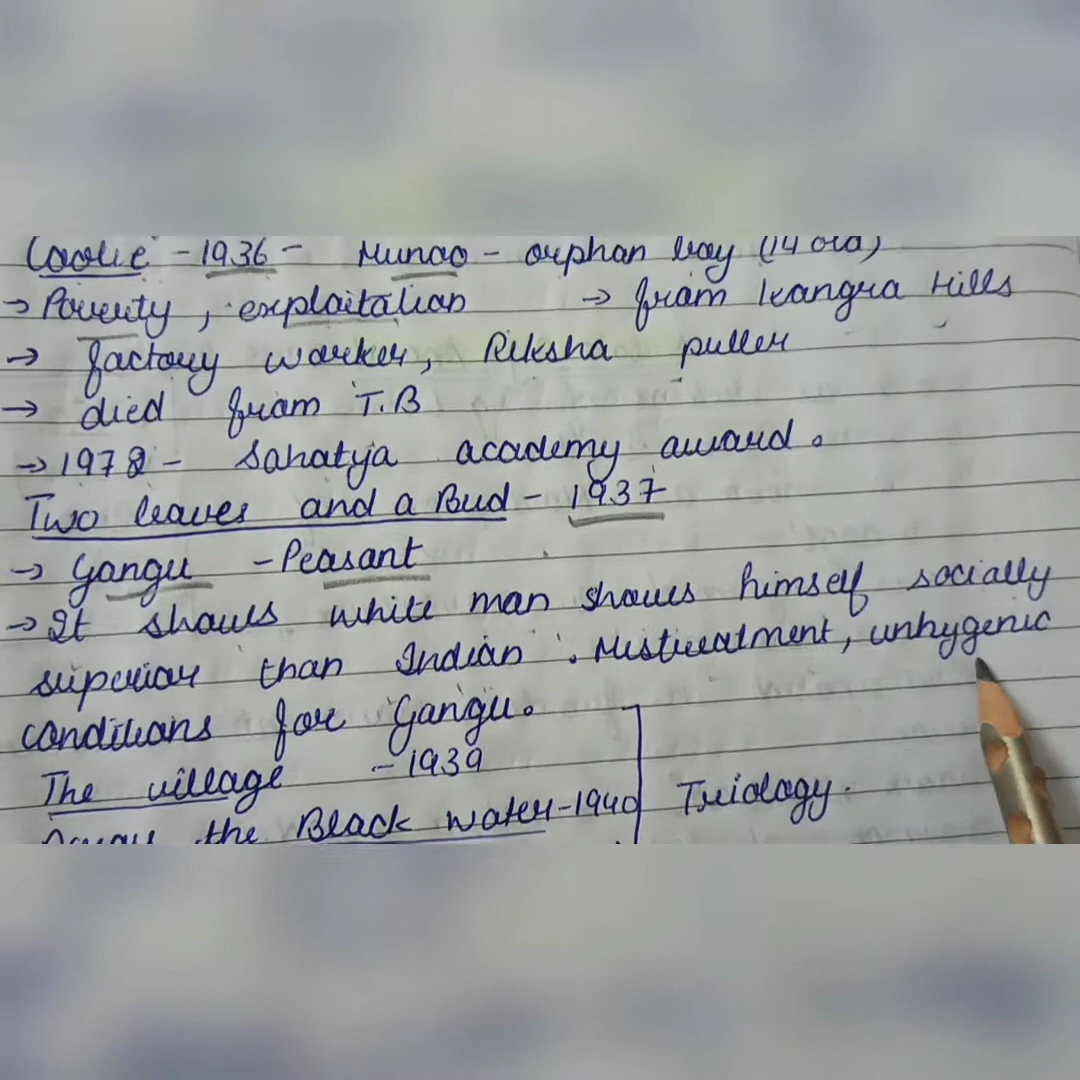 Coolie - 1936 - Munoo - orphan boy (14 old)
→ Poverty, exploitation → from Kangra Hills
→ factory worker, Riksha puller
→ died from T.B
→ 1972 - Sahatya academy award.
Two leaves and a Bud - 1937
→ Gangu - Peasant
→ It shows white man shows himself socially
superior than Indian. Mistreatment, unhygenic
conditions for Gangu.
The village - 1939
the Black water - 1940 Triology.